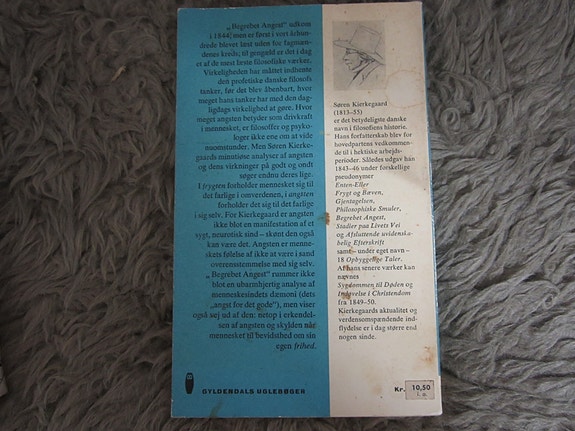 „Begrebet Angest” udkom
i 1844, men er først i vort århun-
drede blevet læst uden for fagmæn-
denes kreds; til gengæld er det i dag
et af de mest læste filosofiske værker.
Virkeligheden har måttet indhente
den profetiske danske filosofs
tanker, før det blev åbenbart, hvor
meget hans tanker har med den dag-
ligdags virkelighed at gøre. Hvor
meget angsten betyder som drivkraft
i mennesket, er filosoffer og psyko-
loger ikke ene om at vide
nuomstunder. Men Søren Kierke-
gaards minutiøse analyser af angsten
og dens virkninger på godt og ondt
søger endnu deres lige.
I frygten forholder mennesket sig til
det farlige i omverdenen, i angsten
forholder det sig til det farlige
i sig selv. For Kierkegaard er angsten
ikke blot en manifestation af et
sygt, neurotisk sind – skønt den også
kan være det. Angsten er menne-
skets følelse af ikke at være i sand
overensstemmelse med sig selv.
„Begrebet Angest” rummer ikke
blot en ubarmhjertig analyse af
menneskesindets dæmoni (dets
„angst for det gode”), men viser
også vej ud af den: netop i erkendel-
sen af angsten og skylden når
mennesket til bevidsthed om sin
egen frihed.
GYLDENDALS UGLEBØGER
Søren Kierkegaard
(1813–55)
er det betydeligste danske
navn i filosofiens historie.
Hans forfatterskab blev for
hovedpartens vedkommen-
de til i hektiske arbejds-
perioder. Således udgav han
1843–46 under forskellige
pseudonymer
Enten-Eller
Frygt og Bæven,
Gjentagelsen,
Philosophiske Smuler,
Begrebet Angest,
Stadier paa Livets Vei
og Afsluttende uvidenska-
belig Efterskrift
samt – under eget navn –
18 Opbyggelige Taler.
Af hans senere værker kan
nævnes
Sygdommen til Døden og
Indøvelse i Christendom
fra 1849–50.
Kierkegaards aktualitet og
verdensomspændende ind-
flydelse er i dag større end
nogen sinde.
Kr. 10,50
i. o.